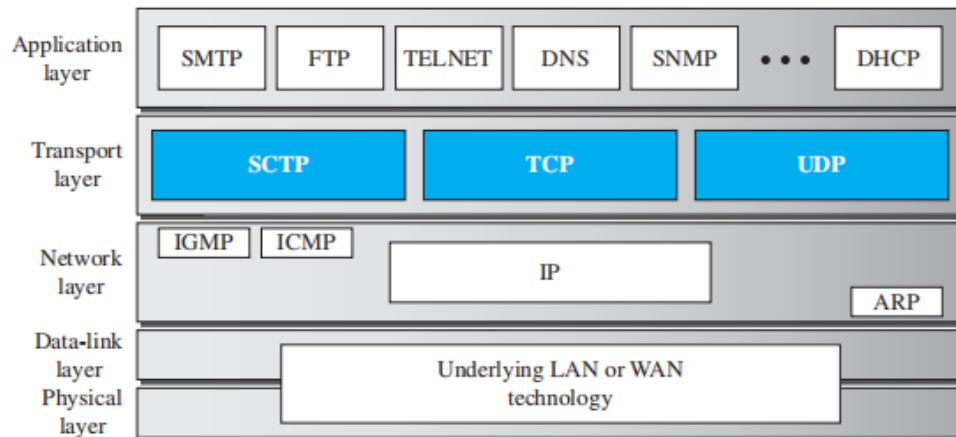 Application
layer
SMTP
FTP
TELNET
DNS
SNMP
• • •
DHCP
Transport
layer
SCTP
TCP
UDP
Network
layer
IGMP
ICMP
IP
ARP
Data-link
layer
Physical
layer
Underlying LAN or WAN
technology